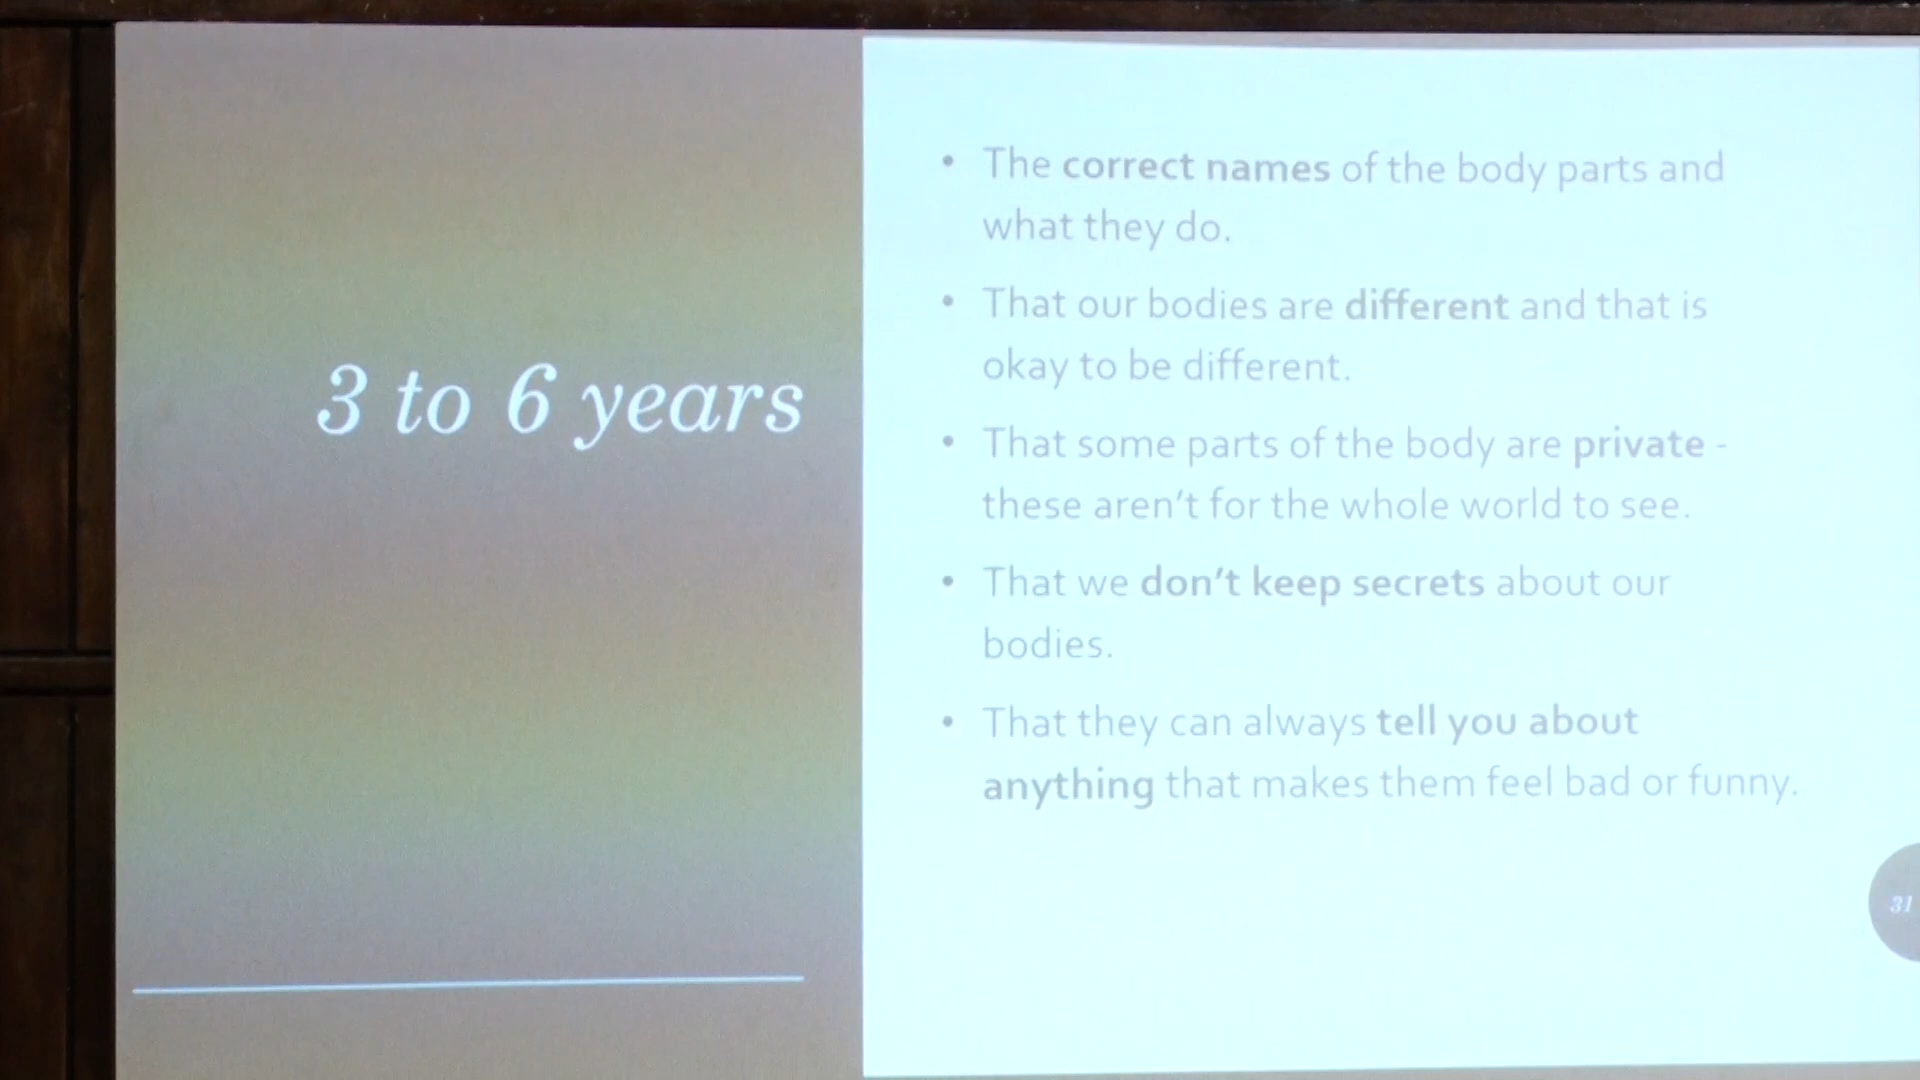 3 to 6 years
• The correct names of the body parts and
what they do.
• That our bodies are different and that is
okay to be different.
• That some parts of the body are private -
these aren't for the whole world to see.
• That we don't keep secrets about our
bodies.
• That they can always tell you about
anything that makes them feel bad or funny.
31